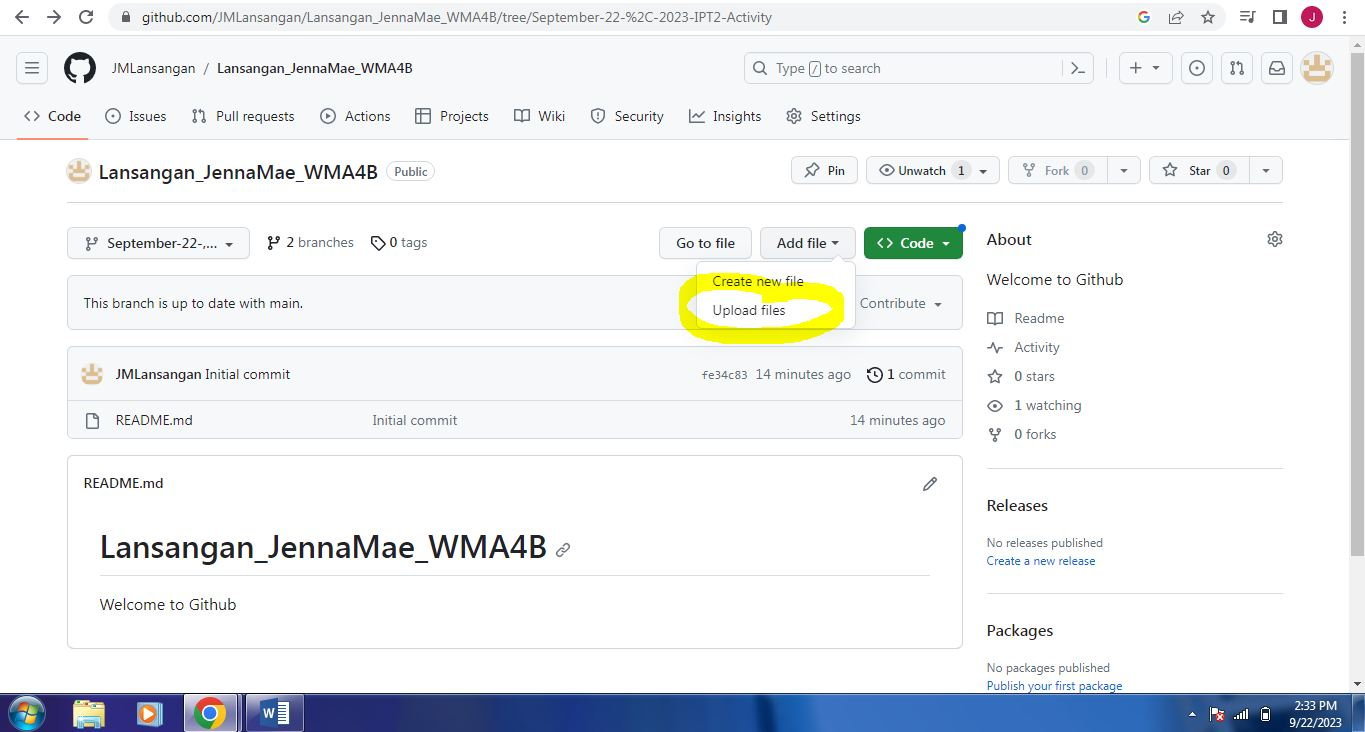 github.com/JMLansangan/Lansangan_JennaMae_WMA4B/tree/September-22-%2C-2023-IPT2-Activity
J
JMLansangan / Lansangan_JennaMae_WMA4B
Type / to search
Code Issues Pull requests Actions Projects Wiki Security Insights Settings
Lansangan_JennaMae_WMA4B Public
Pin Unwatch 1 Fork 0 Star 0
September-22-,... 2 branches 0 tags Go to file Add file Code
Create new file
Upload files
This branch is up to date with main. Contribute
JMLansangan Initial commit fe34c83 14 minutes ago 1 commit
README.md Initial commit 14 minutes ago
README.md
Lansangan_JennaMae_WMA4B
Welcome to Github
About
Welcome to Github
Readme
Activity
0 stars
1 watching
0 forks
Releases
No releases published
Create a new release
Packages
No packages published
Publish your first package
2:33 PM
9/22/2023